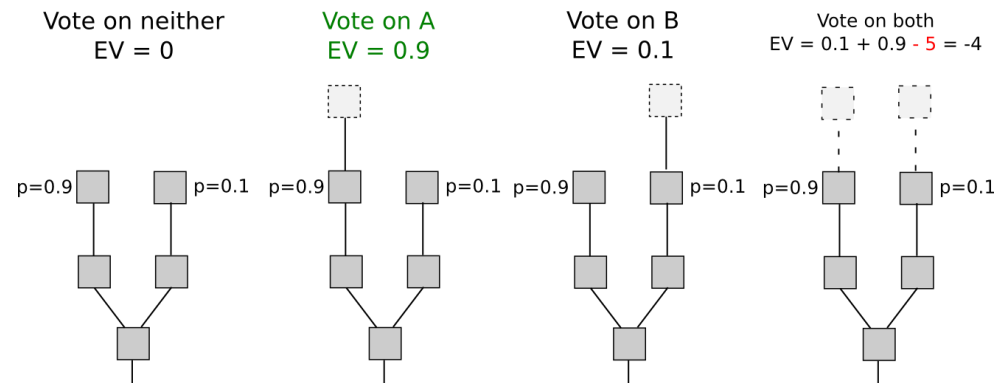 Vote on neither
EV = 0
Vote on A
EV = 0.9
Vote on B
EV = 0.1
Vote on both
EV = 0.1 + 0.9 - 5 = -4
p=0.9
p=0.1
p=0.9
p=0.1
p=0.9
p=0.1
p=0.9
p=0.1